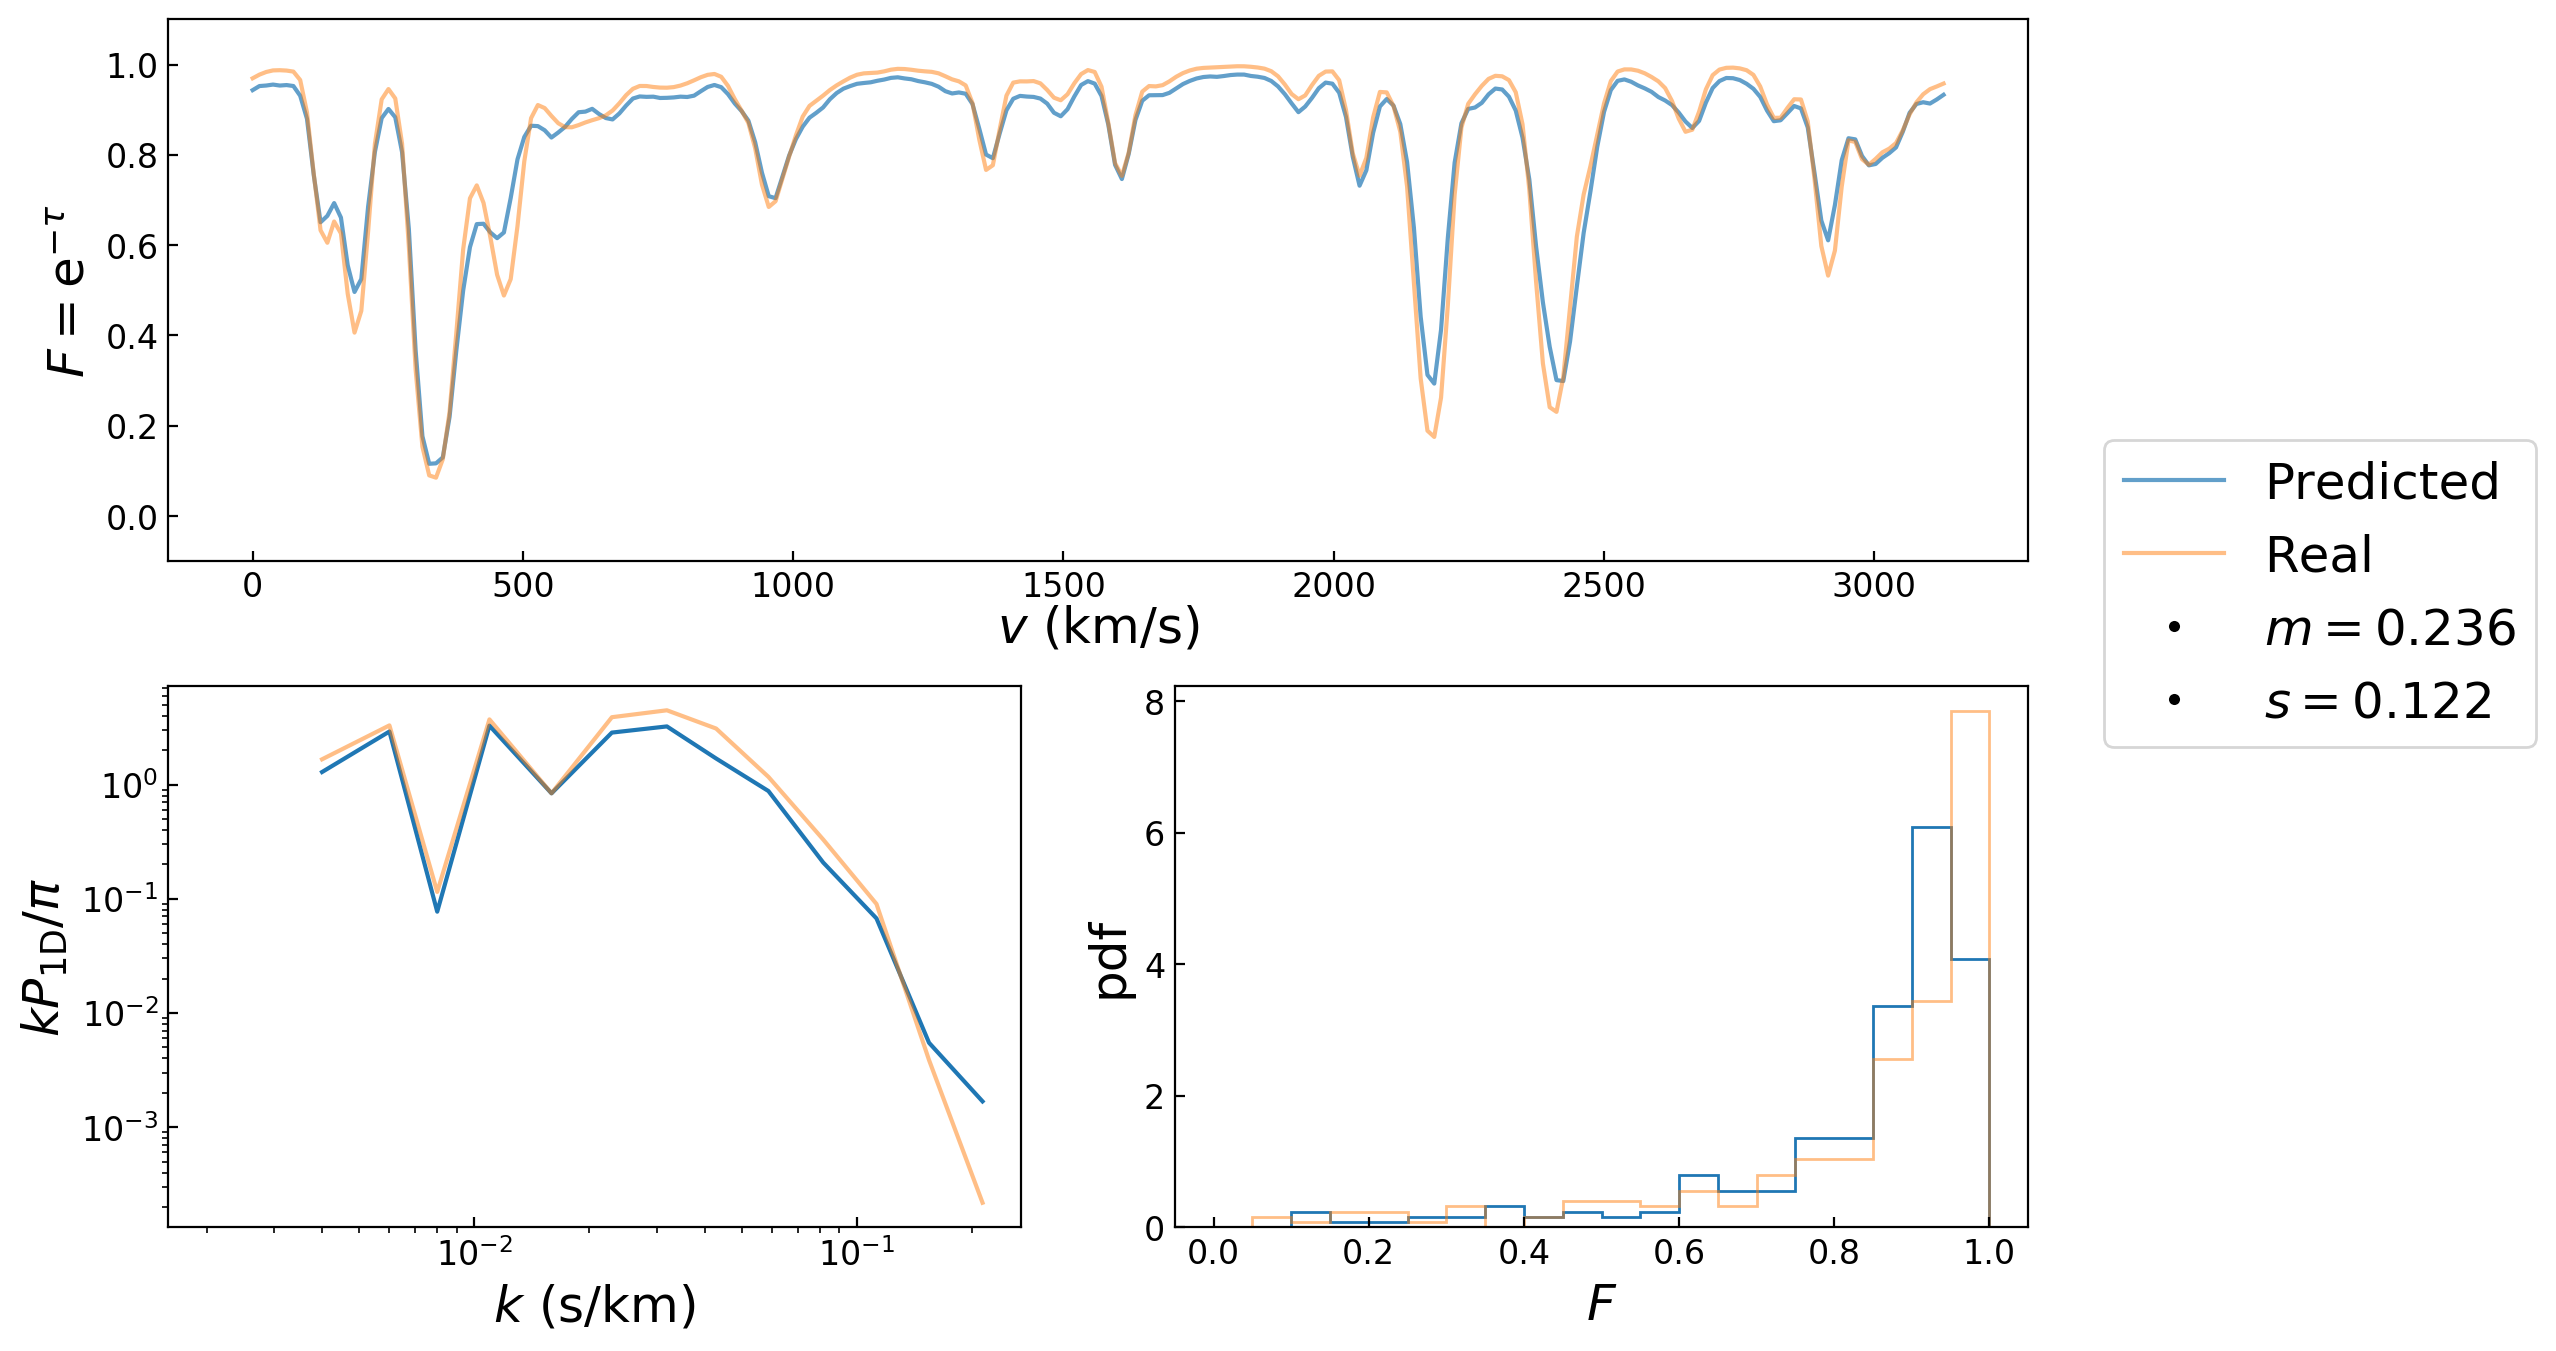 F = e^{−τ}
1.0
0.8
0.6
0.4
0.2
0.0
0 500 1000 1500 2000 2500 3000
v (km/s)
Predicted
Real
m = 0.236
s = 0.122
kP_{1D}/π
10^{0}
10^{−1}
10^{−2}
10^{−3}
10^{−2} 10^{−1}
k (s/km)
pdf
8
6
4
2
0
0.0 0.2 0.4 0.6 0.8 1.0
F